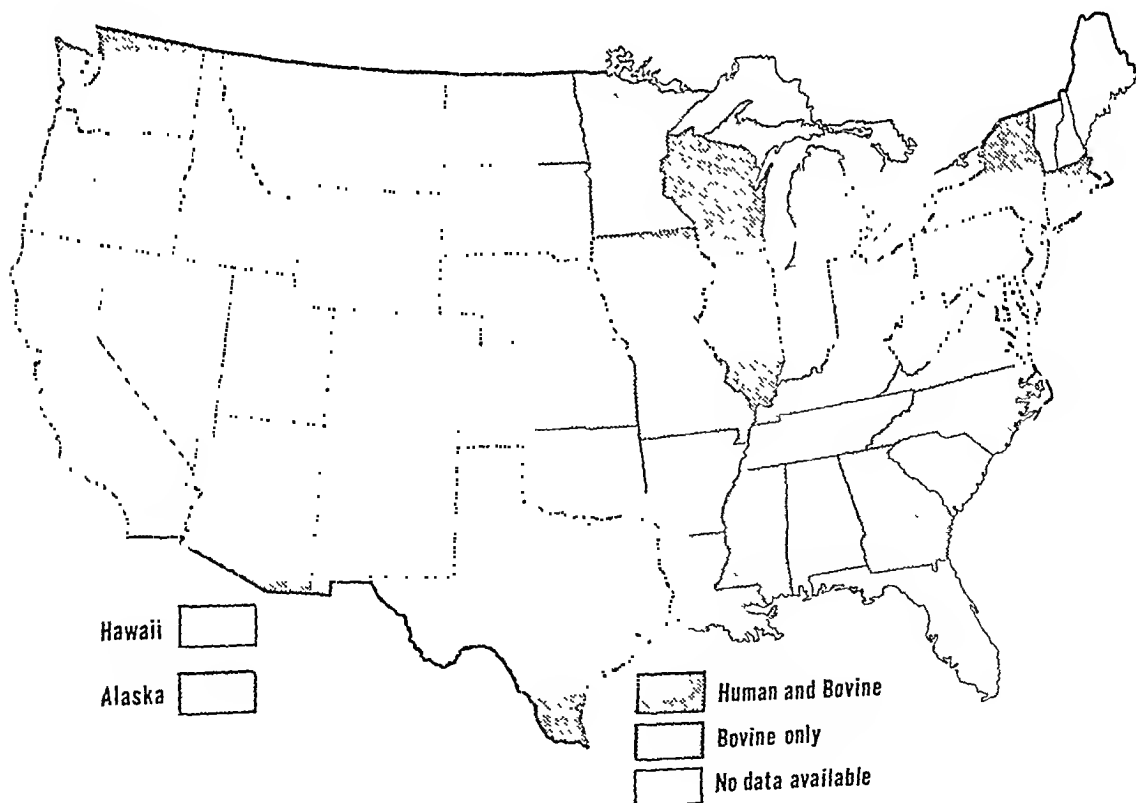 Hawaii
Alaska
Human and Bovine
Bovine only
No data available